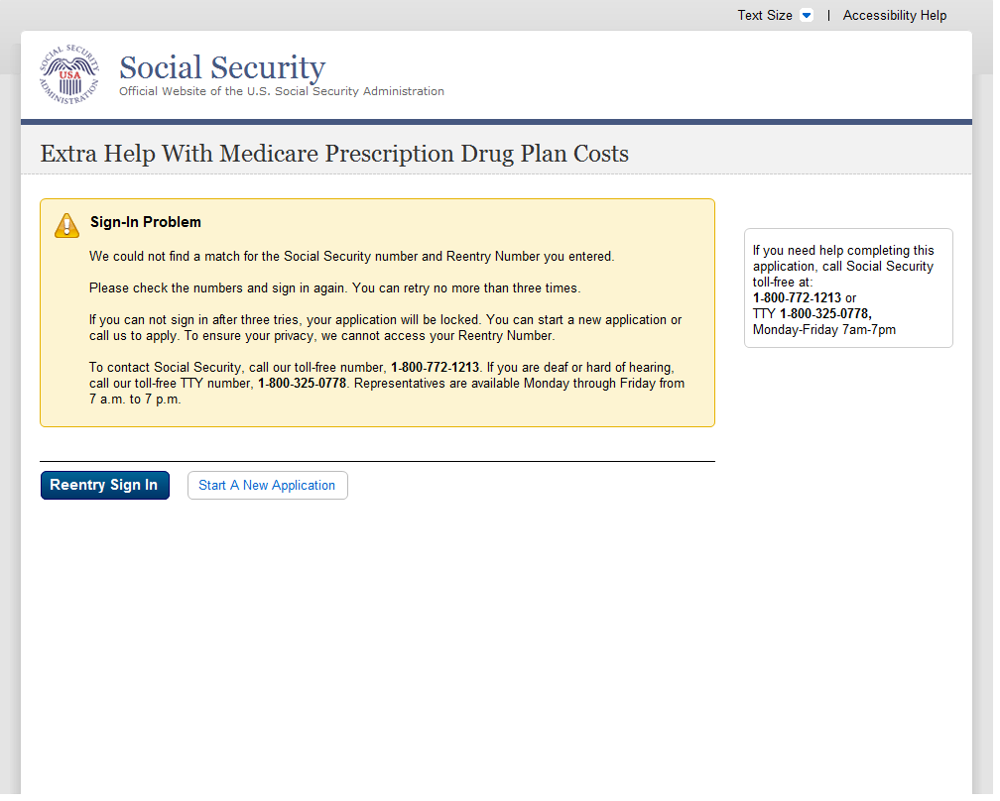 Text Size | Accessibility Help
SOCIAL SECURITY ADMINISTRATION
USA
Social Security
Official Website of the U.S. Social Security Administration
Extra Help With Medicare Prescription Drug Plan Costs
Sign-In Problem
We could not find a match for the Social Security number and Reentry Number you entered.
Please check the numbers and sign in again. You can retry no more than three times.
If you can not sign in after three tries, your application will be locked. You can start a new application or
call us to apply. To ensure your privacy, we cannot access your Reentry Number.
To contact Social Security, call our toll-free number, 1-800-772-1213. If you are deaf or hard of hearing,
call our toll-free TTY number, 1-800-325-0778. Representatives are available Monday through Friday from
7 a.m. to 7 p.m.
If you need help completing this
application, call Social Security
toll-free at:
1-800-772-1213 or
TTY 1-800-325-0778,
Monday-Friday 7am-7pm
Reentry Sign In
Start A New Application